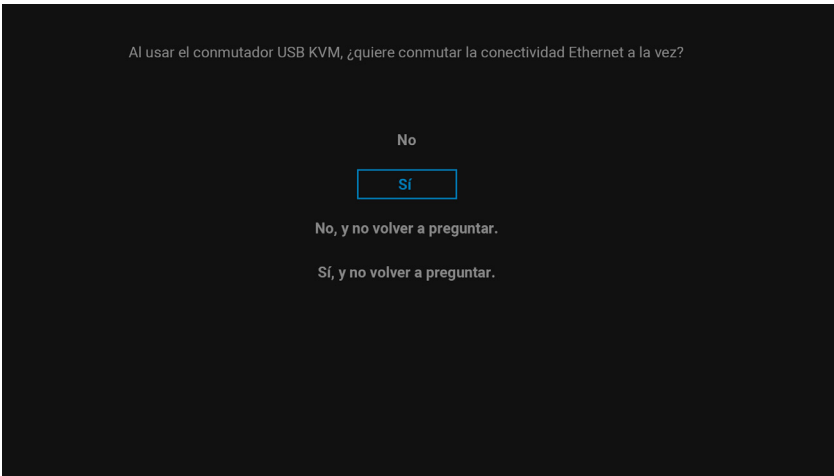 Al usar el conmutador USB KVM, ¿quiere conmutar la conectividad Ethernet a la vez?
No
Sí
No, y no volver a preguntar.
Sí, y no volver a preguntar.